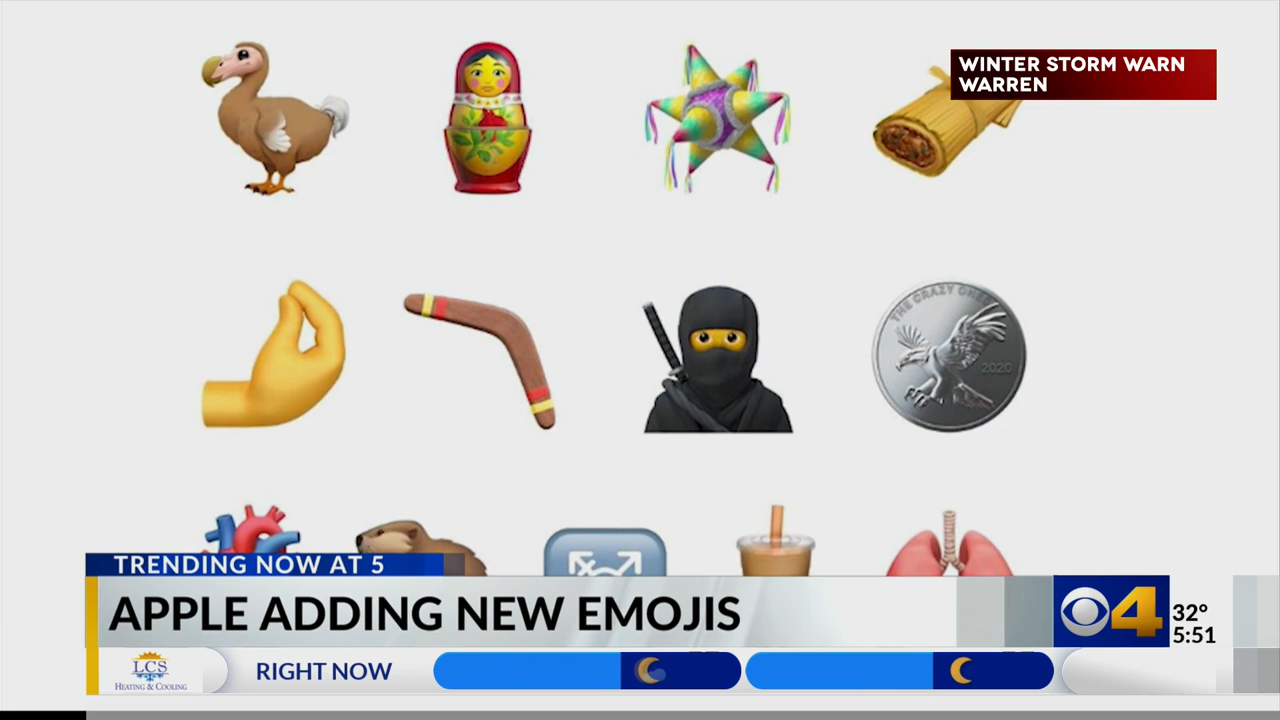 WINTER STORM WARN
WARREN
THE CRAZY ONES
2020
TRENDING NOW AT 5
APPLE ADDING NEW EMOJIS
4
32°
5:51
LCS
HEATING & COOLING
RIGHT NOW